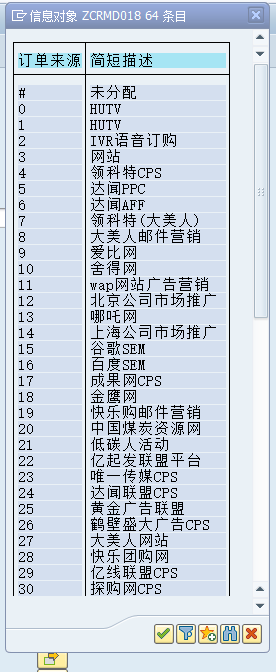 信息对象 ZCRMD018 64 条目
订单来源 简短描述
# 未分配
0 HUTV
1 HUTV
2 IVR语音订购
3 网站
4 领科特CPS
5 达闻PPC
6 达闻AFF
7 领科特(大美人)
8 大美人邮件营销
9 爱比网
10 舍得网
11 wap网站广告营销
12 北京公司市场推广
13 哪吒网
14 上海公司市场推广
15 谷歌SEM
16 百度SEM
17 成果网CPS
18 金鹰网
19 快乐购邮件营销
20 中国煤炭资源网
21 低碳人活动
22 亿起发联盟平台
23 唯一传媒CPS
24 达闻联盟CPS
25 黄金广告联盟
26 鹤壁盛大广告CPS
27 大美人网站
28 快乐团购网
29 亿线联盟CPS
30 探购网CPS